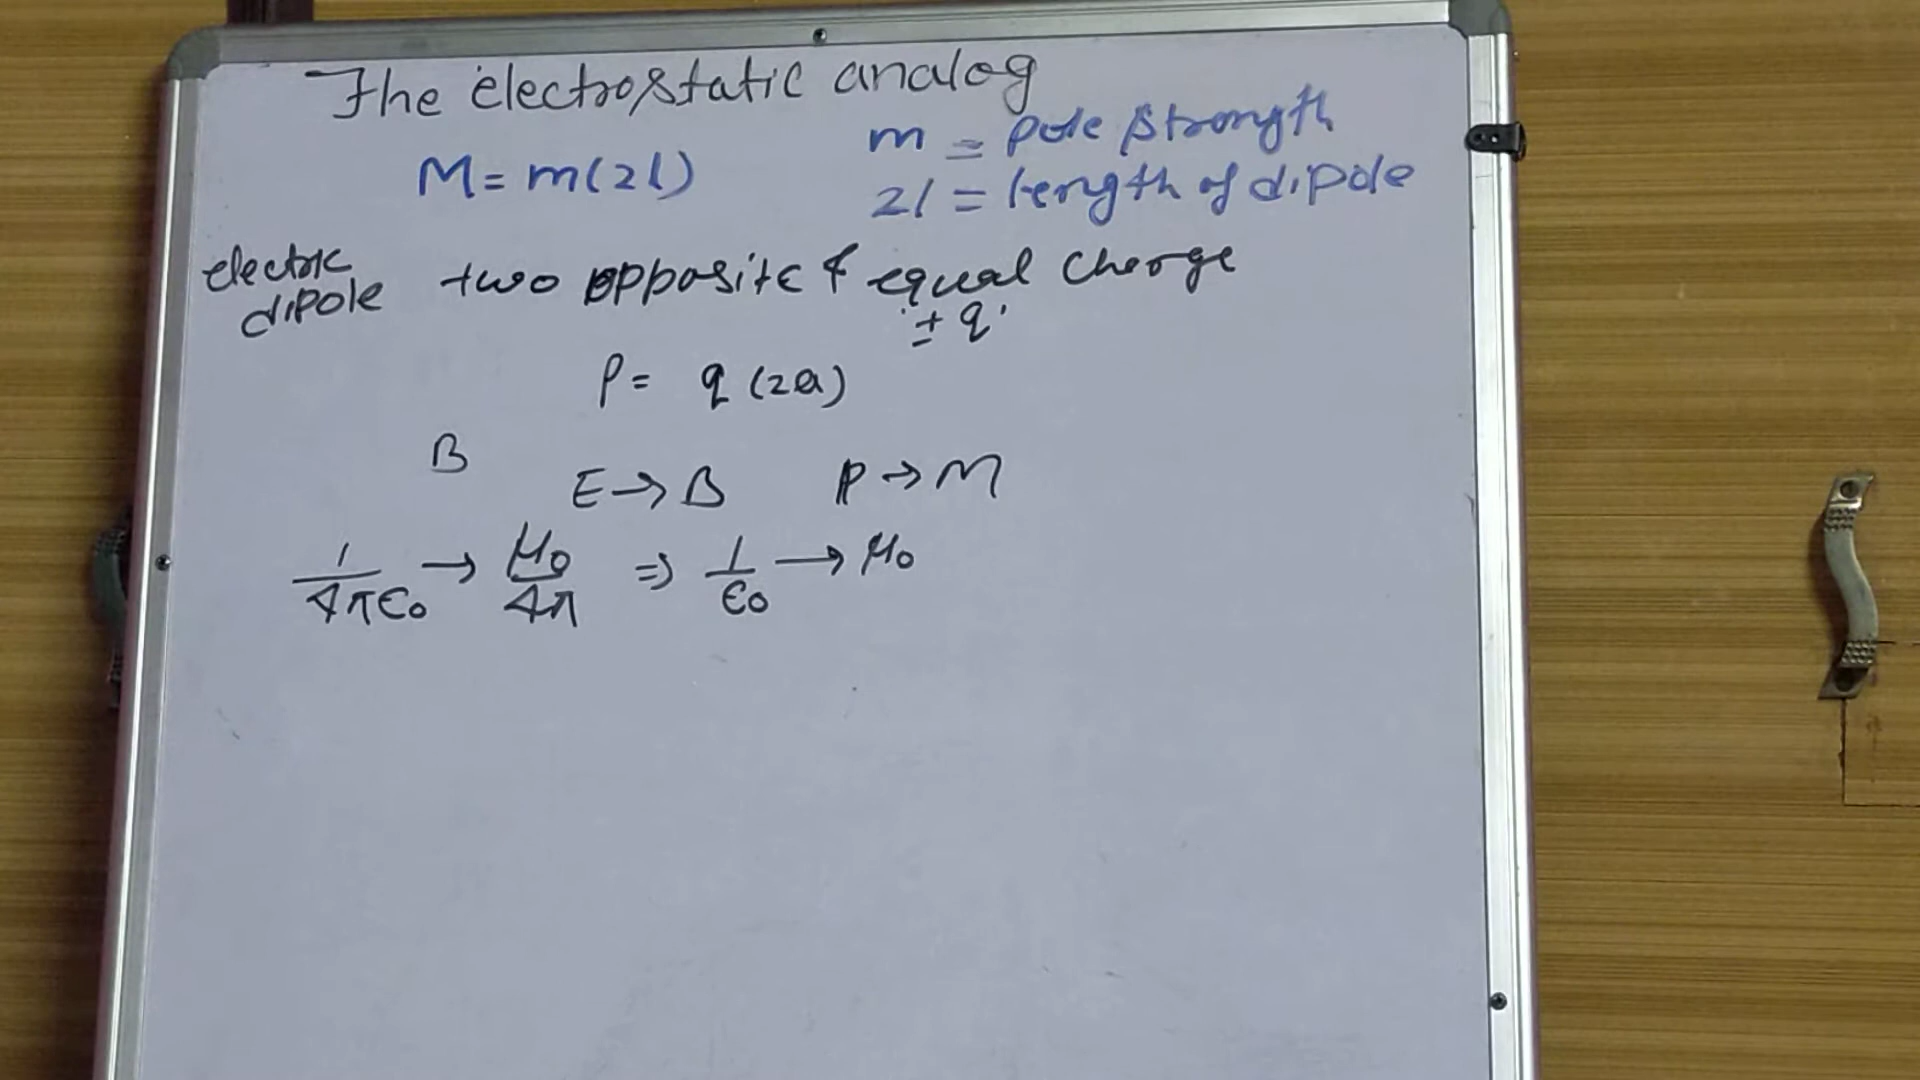 The electrostatic analog
M = m(2l)
m = pole strength
2l = length of dipole
electric dipole two opposite & equal charge
± q
P = q (2a)
B
E → B P → M
1/4πϵ0 → μ0/4π ⇒ 1/ϵ0 → μ0